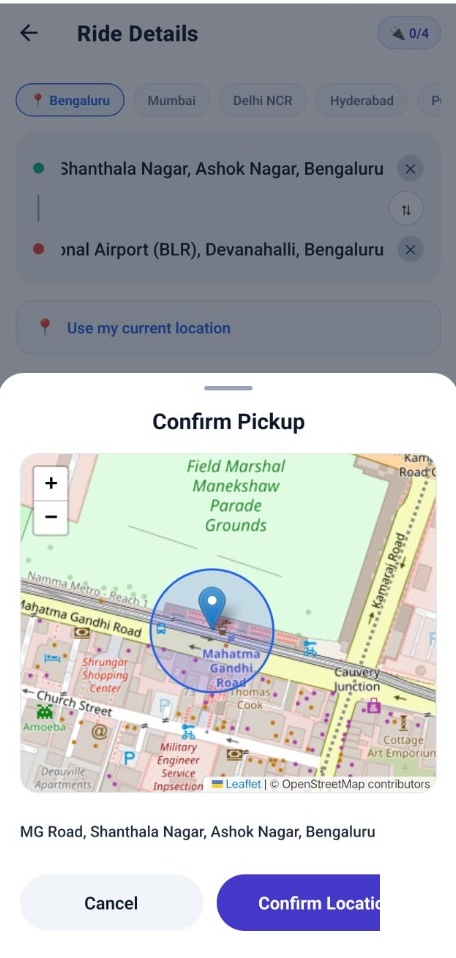 Ride Details
0/4
Bengaluru
Mumbai
Delhi NCR
Hyderabad
Shanthala Nagar, Ashok Nagar, Bengaluru
Airport (BLR), Devanahalli, Bengaluru
Use my current location
Confirm Pickup
+
−
Field Marshal
Manekshaw
Parade
Grounds
Kamaraj Road
Namma Metro - Reach 1
Mahatma Gandhi Road
Mahatma
Gandhi
Road
Shrungar
Shopping
Center
Cauvery
Junction
Church Street
Thomas
Cook
Amoeba
Cottage
Art Emporium
Military
Engineer
Service
Inpsection
Deauville
Apartments
Leaflet | © OpenStreetMap contributors
MG Road, Shanthala Nagar, Ashok Nagar, Bengaluru
Cancel
Confirm